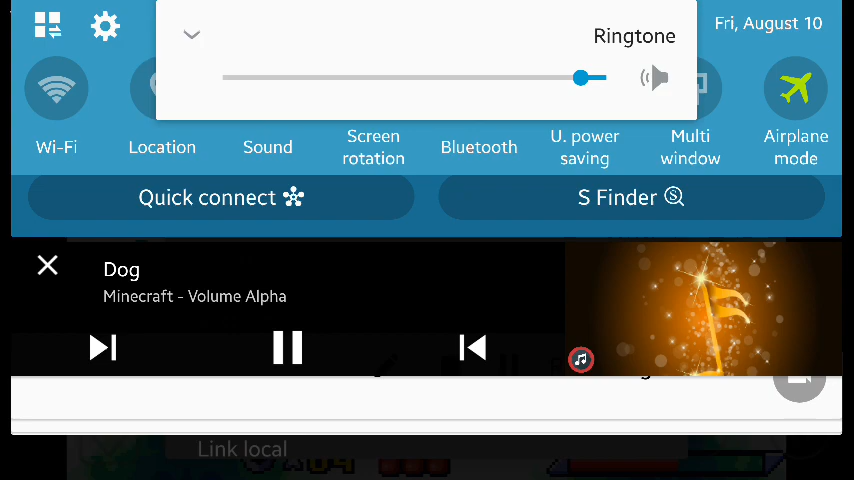 Ringtone
Fri, August 10
Wi-Fi
Location
Sound
Screen
rotation
Bluetooth
U. power
saving
Multi
window
Airplane
mode
Quick connect
S Finder
Dog
Minecraft - Volume Alpha
Link local